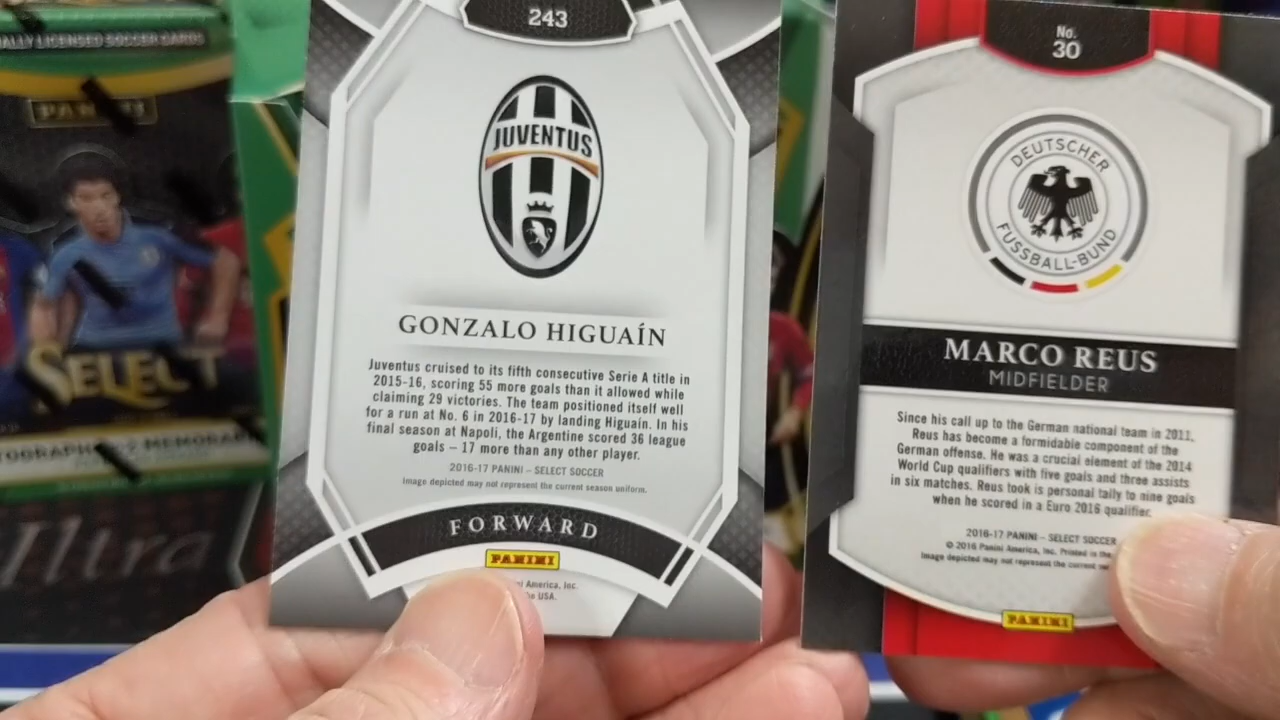 ALLY LICENSED SOCCER CARDS
PANINI
SELECT
ltra
243
JUVENTUS
GONZALO HIGUAÍN
Juventus cruised to its fifth consecutive Serie A title in
2015-16, scoring 55 more goals than it allowed while
claiming 29 victories. The team positioned itself well
for a run at No. 6 in 2016-17 by landing Higuaín. In his
final season at Napoli, the Argentine scored 36 league
goals – 17 more than any other player.
2016-17 PANINI – SELECT SOCCER
Image depicted may not represent the current season uniform.
FORWARD
PANINI
ni America, Inc.
he USA.
No.
30
DEUTSCHER
FUSSBALL-BUND
MARCO REUS
MIDFIELDER
Since his call up to the German national team in 2011,
Reus has become a formidable component of the
German offense. He was a crucial element of the 2014
World Cup qualifiers with five goals and three assists
in six matches. Reus took is personal tally to nine goals
when he scored in a Euro 2016 qualifier.
2016-17 PANINI – SELECT SOCCER
© 2016 Panini America, Inc. Printed in the
Image depicted may not represent the current
PANINI